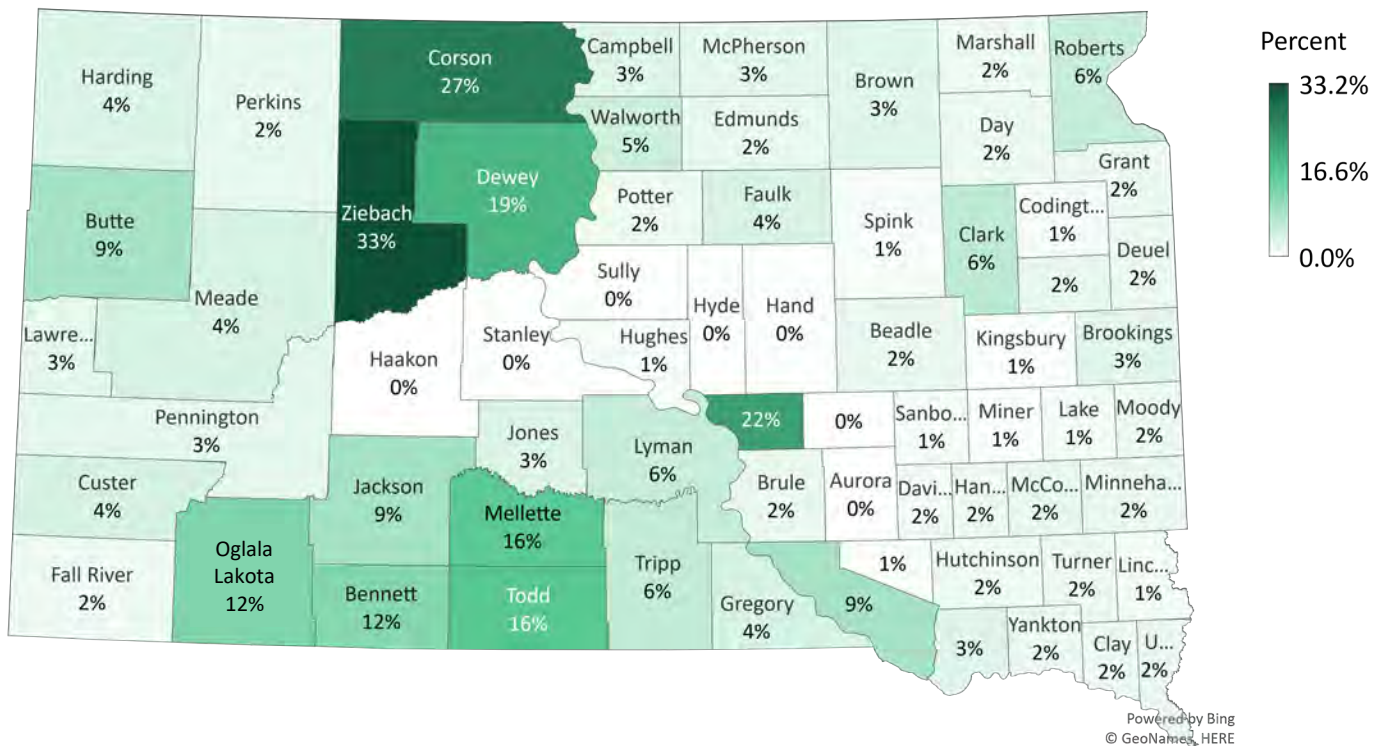 Harding
4%
Perkins
2%
Corson
27%
Campbell
3%
McPherson
3%
Brown
3%
Marshall
2%
Roberts
6%
Percent
33.2%
16.6%
0.0%
Walworth
5%
Edmunds
2%
Day
2%
Grant
2%
Butte
9%
Ziebach
33%
Dewey
19%
Potter
2%
Faulk
4%
Spink
1%
Clark
6%
Codingt...
1%
2%
Deuel
2%
Meade
4%
Lawre...
3%
Haakon
0%
Stanley
0%
Sully
0%
Hughes
1%
Hyde
0%
Hand
0%
Beadle
2%
Kingsbury
1%
Brookings
3%
Pennington
3%
Jones
3%
Lyman
6%
22%
0%
Sanbo...
1%
Miner
1%
Lake
1%
Moody
2%
Custer
4%
Jackson
9%
Mellette
16%
Brule
2%
Aurora
0%
Davi...
2%
Han...
2%
McCo...
2%
Minneha...
2%
Fall River
2%
Oglala
Lakota
12%
Bennett
12%
Todd
16%
Tripp
6%
Gregory
4%
9%
1%
Hutchinson
2%
Turner
2%
Linc...
1%
3%
Yankton
2%
Clay
2%
U...
2%
Powered by Bing
© GeoNames, HERE